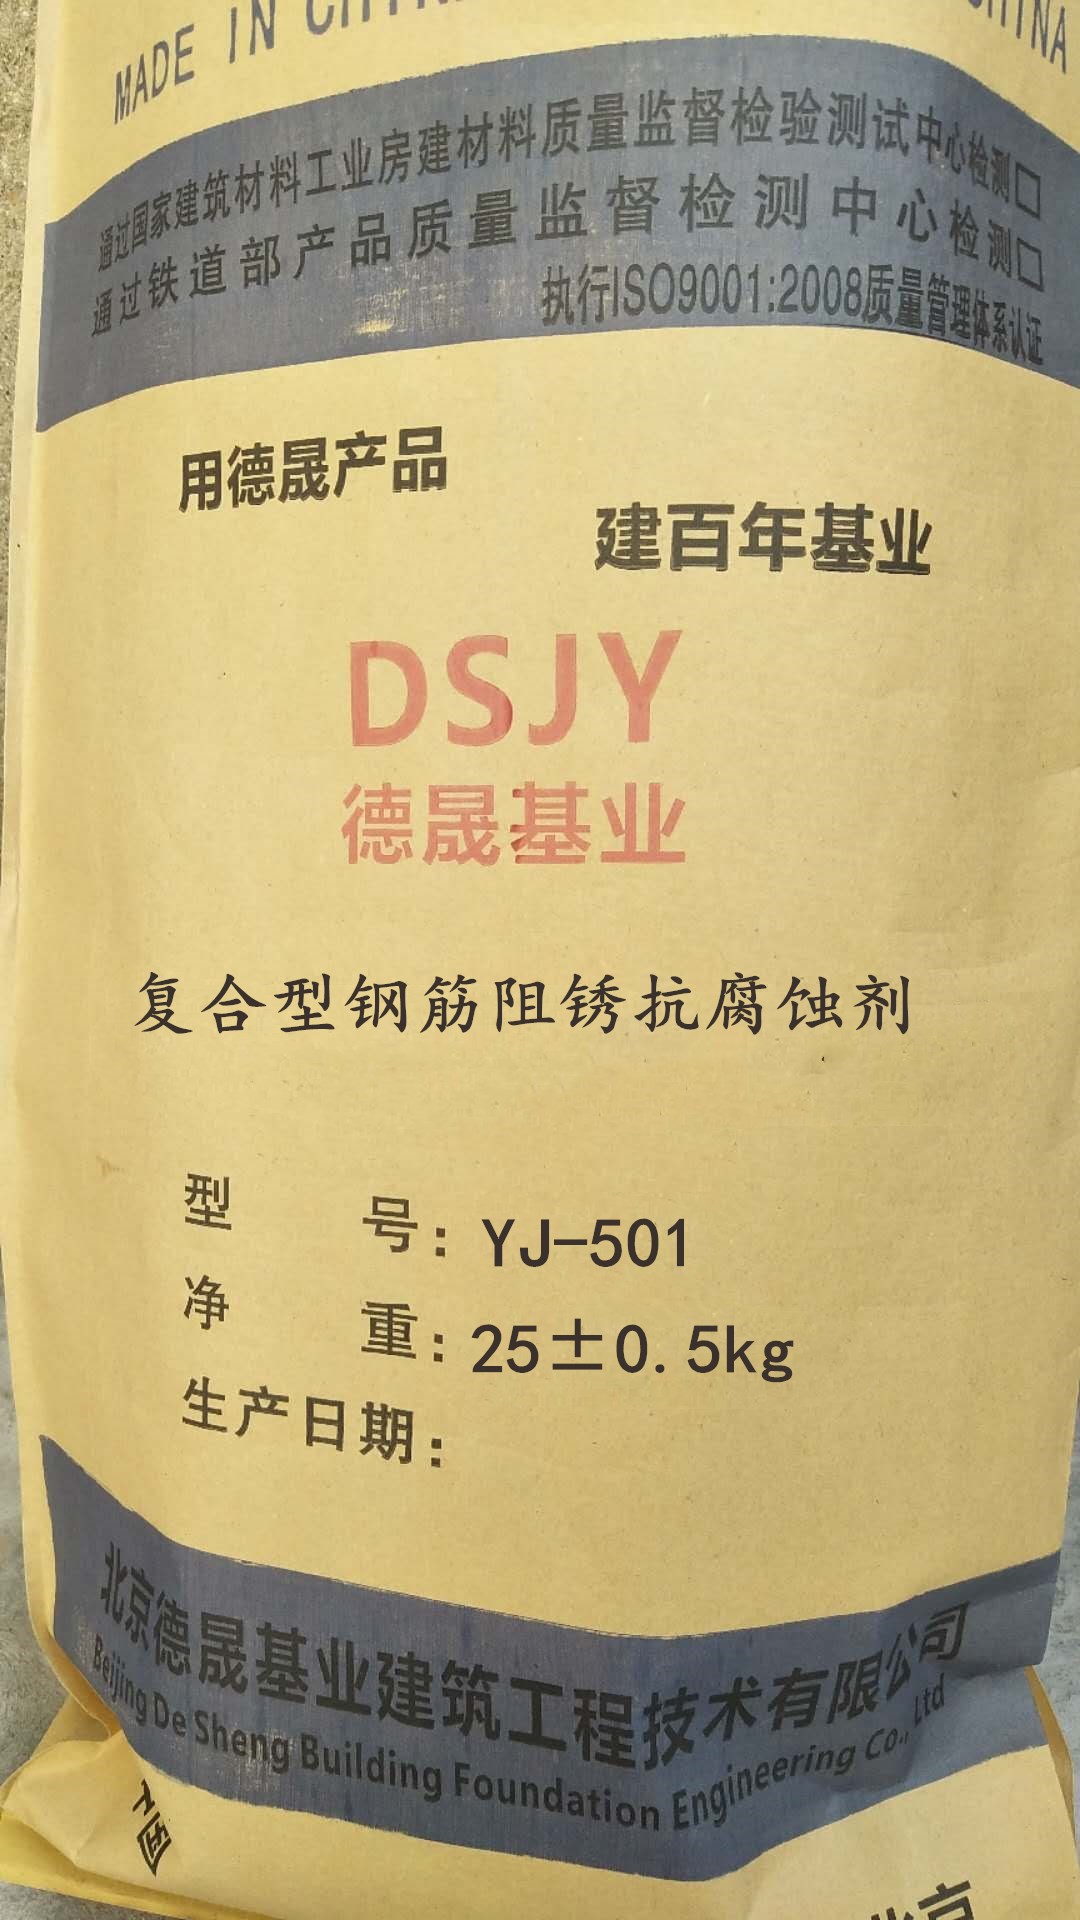 MADE IN CHINA
CHINA
通过国家建筑材料工业房建材料质量监督检验测试中心检测□
通过铁道部产品质量监督检测中心检测□
执行ISO9001:2008质量管理体系认证
用德晟产品
建百年基业
DSJY
德晟基业
复合型钢筋阻锈抗腐蚀剂
型 号：YJ-501
净 重：25±0.5kg
生产日期：
北京德晟基业建筑工程技术有限公司
Beijing De Sheng Building Foundation Engineering Co., Ltd
北京